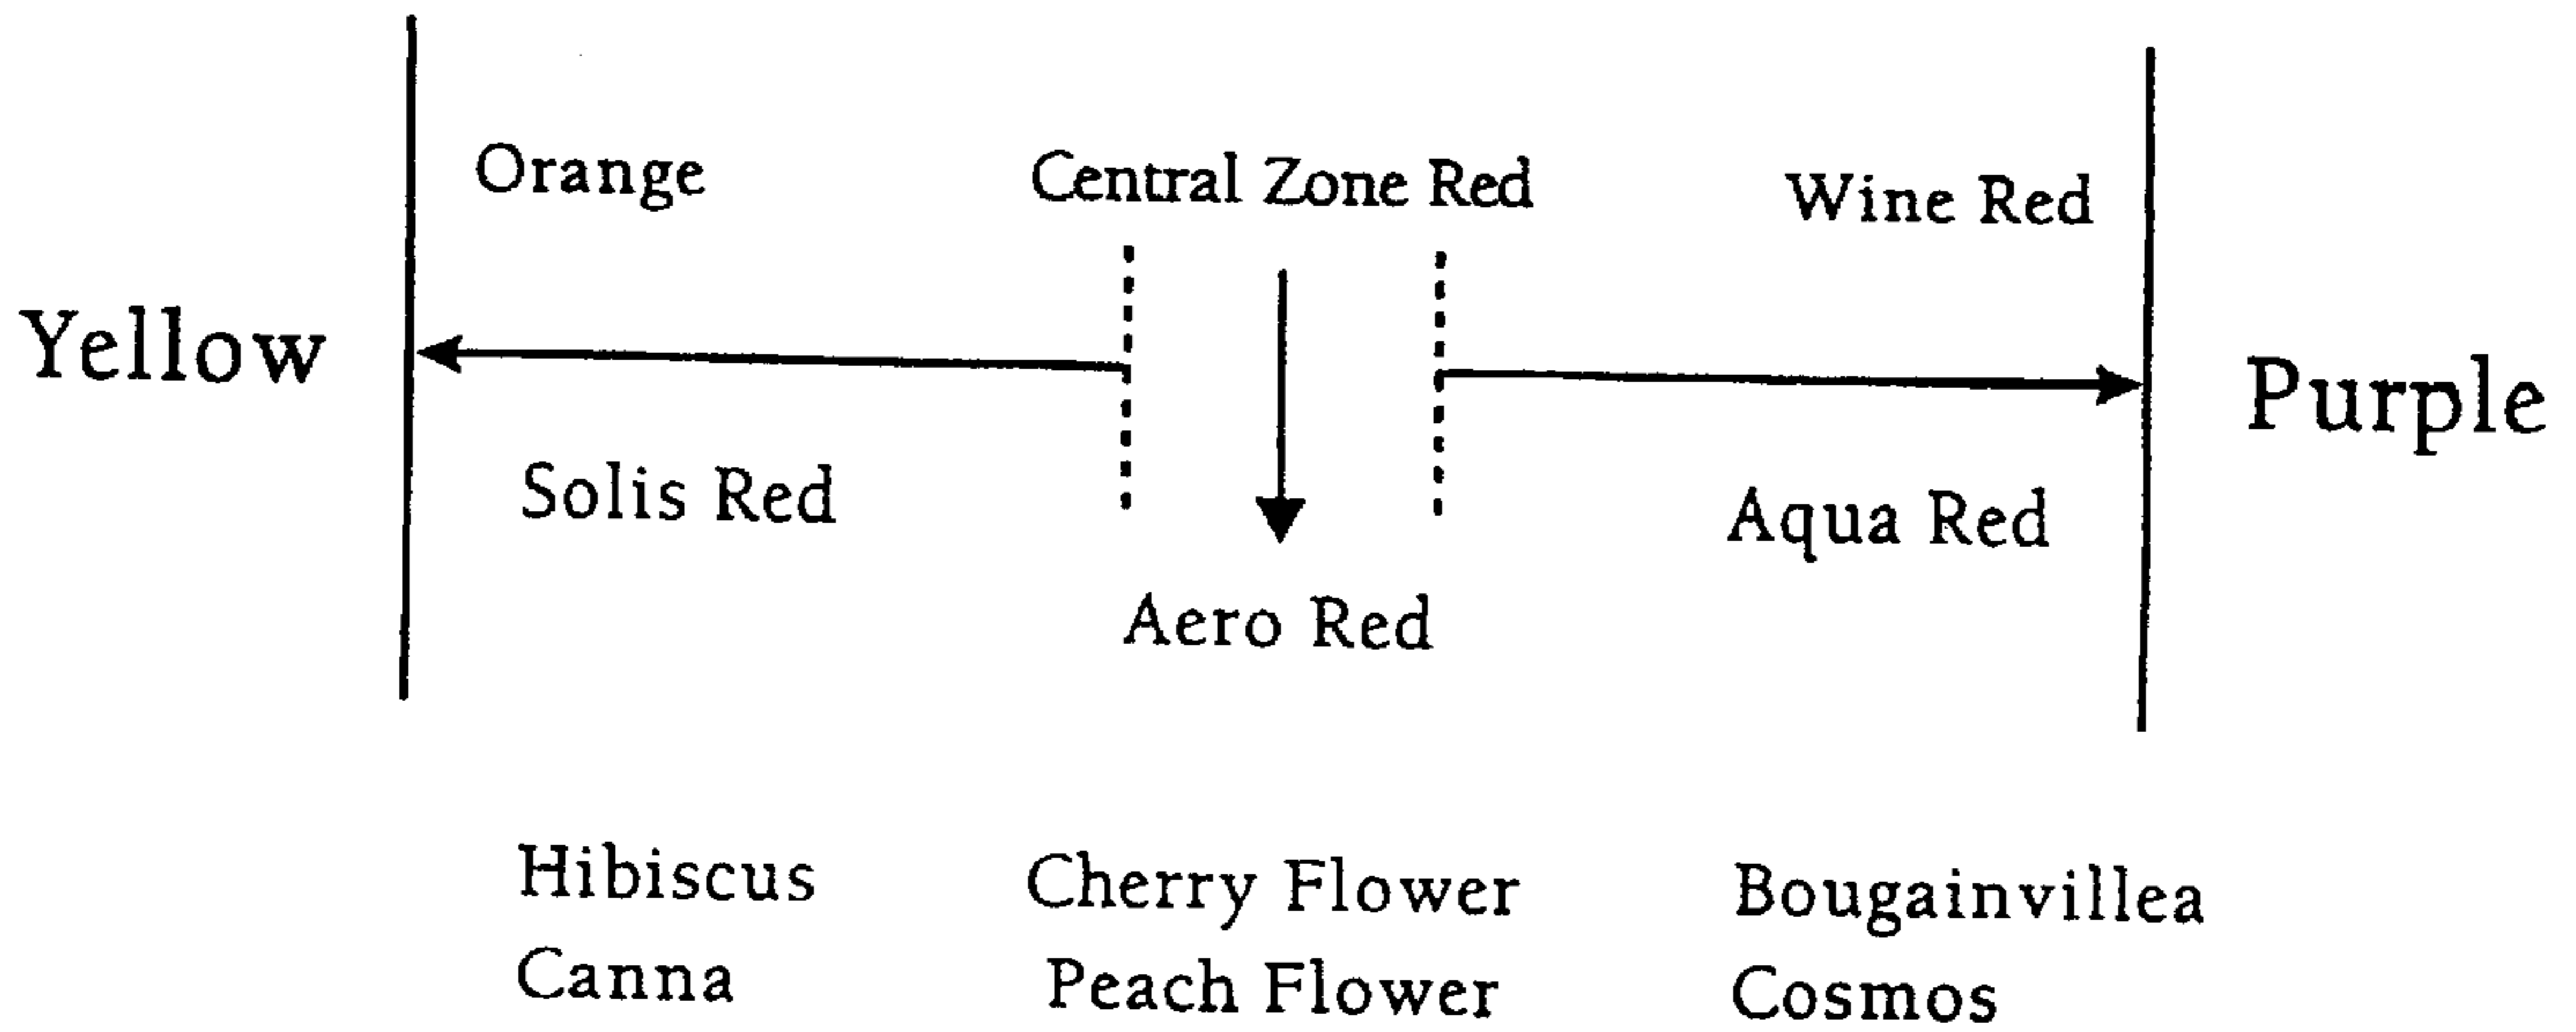 Orange
Central Zone Red
Wine Red
Yellow
Purple
Solis Red
Aqua Red
Aero Red
Hibiscus
Cherry Flower
Bougainvillea
Canna
Peach Flower
Cosmos